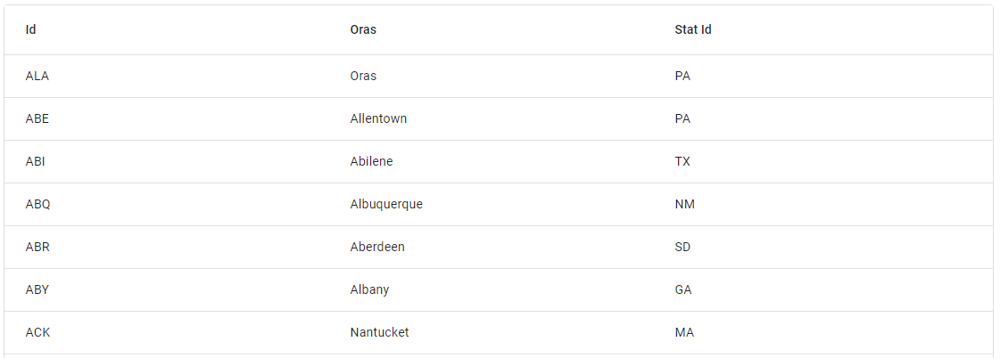 Id Oras Stat Id
ALA Oras PA
ABE Allentown PA
ABI Abilene TX
ABQ Albuquerque NM
ABR Aberdeen SD
ABY Albany GA
ACK Nantucket MA